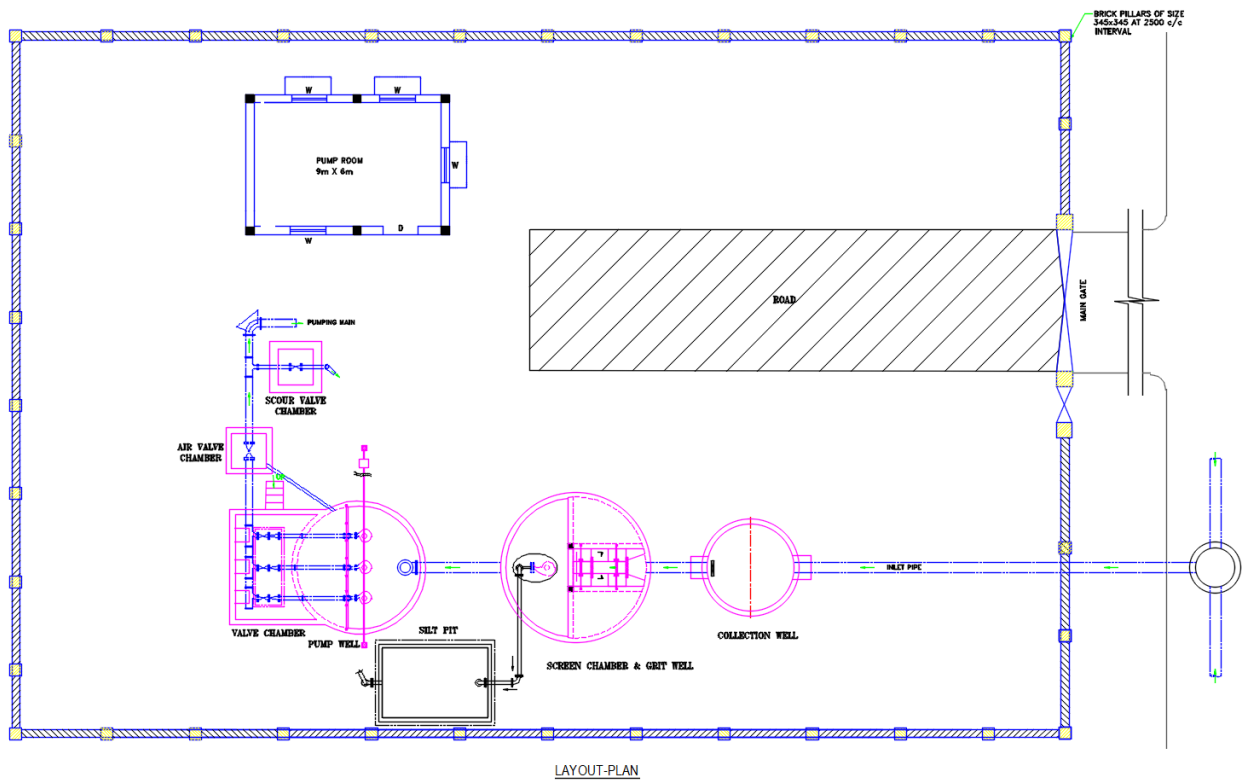 BRICK PILLARS OF SIZE
345x345 AT 2500 c/c
INTERVAL
W
W
PUMP ROOM
9m X 6m
W
W
D
ROAD
MAIN GATE
PUMPING MAIN
SCOUR VALVE
CHAMBER
AIR VALVE
CHAMBER
INLET PIPE
VALVE CHAMBER
PUMP WELL
SILT PIT
COLLECTION WELL
SCREEN CHAMBER & GRIT WELL
LAYOUT-PLAN